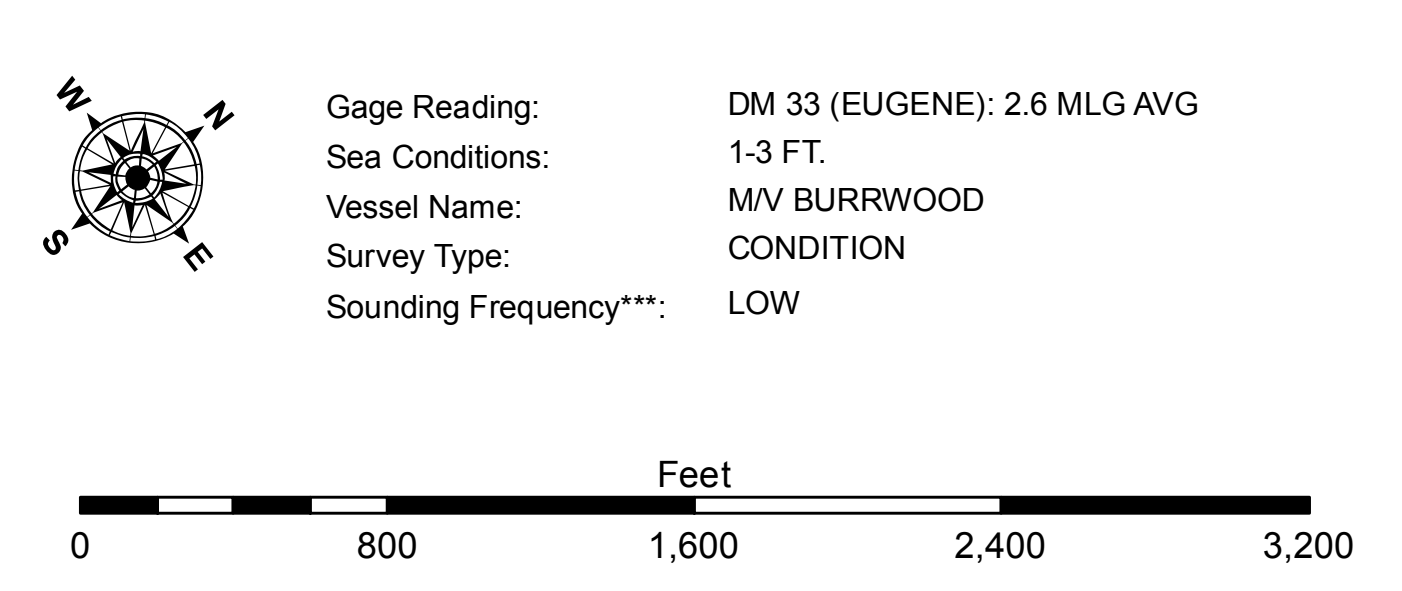 W
N
S
E
Gage Reading: DM 33 (EUGENE): 2.6 MLG AVG
Sea Conditions: 1-3 FT.
Vessel Name: M/V BURRWOOD
Survey Type: CONDITION
Sounding Frequency***: LOW
Feet
0 800 1,600 2,400 3,200